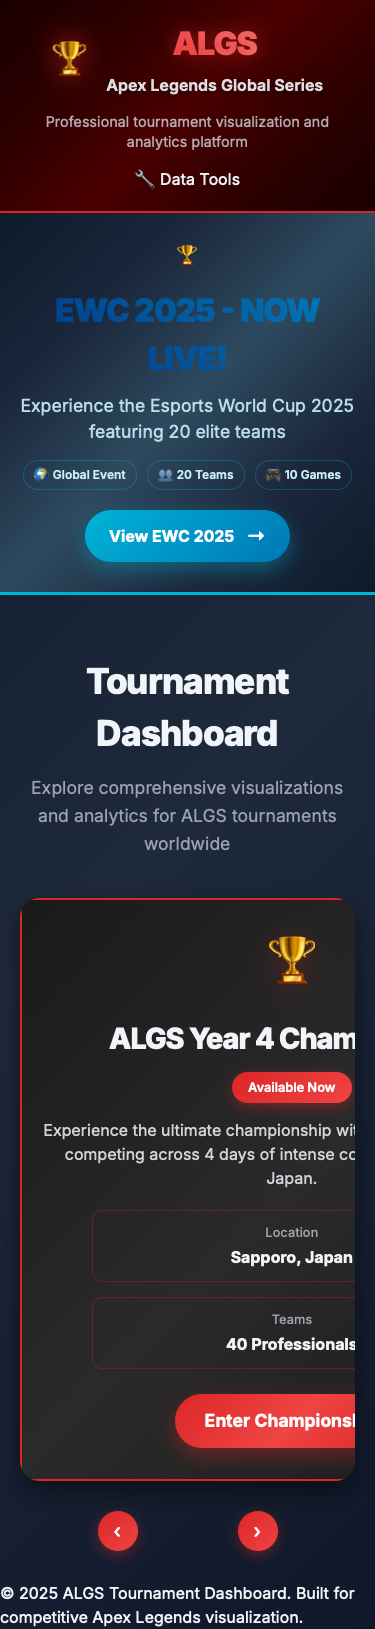 ALGS
Apex Legends Global Series
Professional tournament visualization and
analytics platform
Data Tools
EWC 2025 - NOW
LIVE!
Experience the Esports World Cup 2025
featuring 20 elite teams
Global Event
20 Teams
10 Games
View EWC 2025 →
Tournament
Dashboard
Explore comprehensive visualizations
and analytics for ALGS tournaments
worldwide
ALGS Year 4 Cham
Available Now
Experience the ultimate championship wit
competing across 4 days of intense co
Japan.
Location
Sapporo, Japan
Teams
40 Professionals
Enter Championsh
‹ ›
© 2025 ALGS Tournament Dashboard. Built for
competitive Apex Legends visualization.